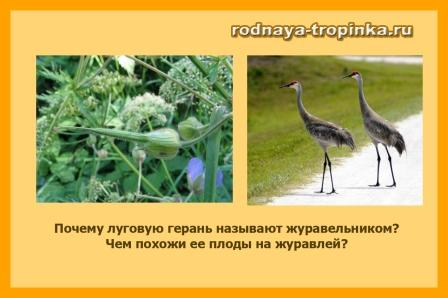 rodnaya-tropinka.ru
Почему луговую герань называют журавельником?
Чем похожи ее плоды на журавлей?